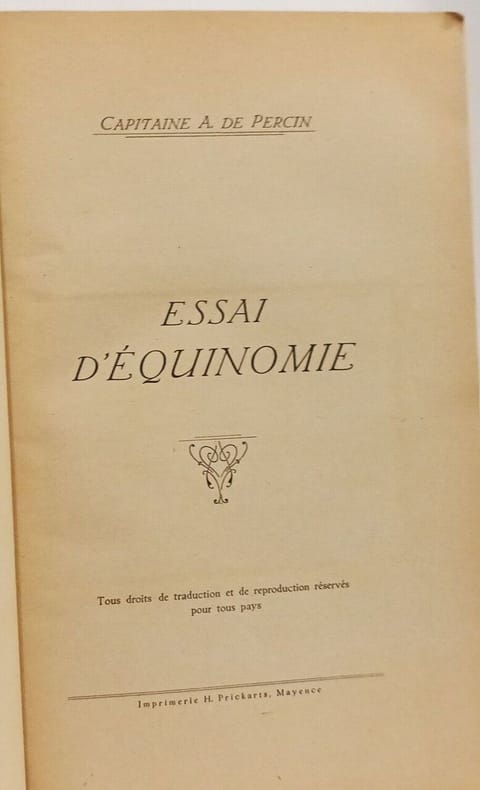 CAPITAINE A. DE PERCIN
ESSAI
D'ÉQUINOMIE
Tous droits de traduction et de reproduction réservés
pour tous pays
Imprimerie H. Prickarts, Mayence